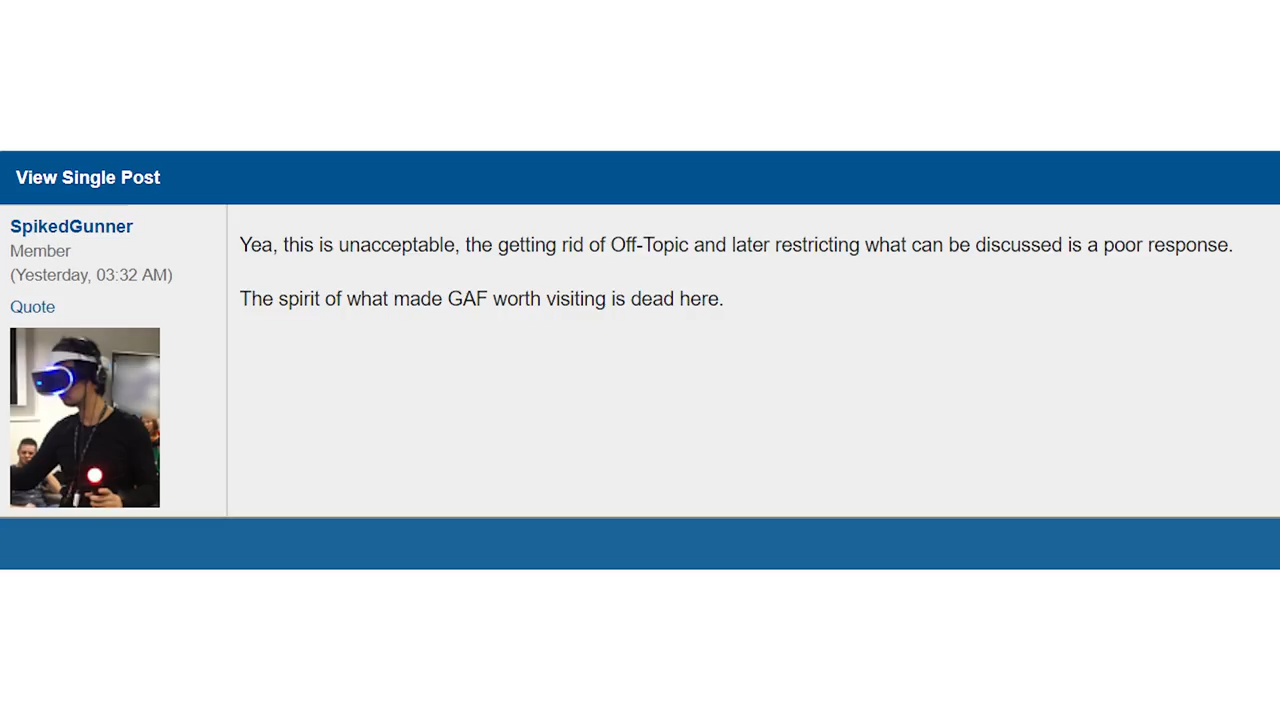 View Single Post
SpikedGunner
Member
(Yesterday, 03:32 AM)
Quote
Yea, this is unacceptable, the getting rid of Off-Topic and later restricting what can be discussed is a poor response.
The spirit of what made GAF worth visiting is dead here.